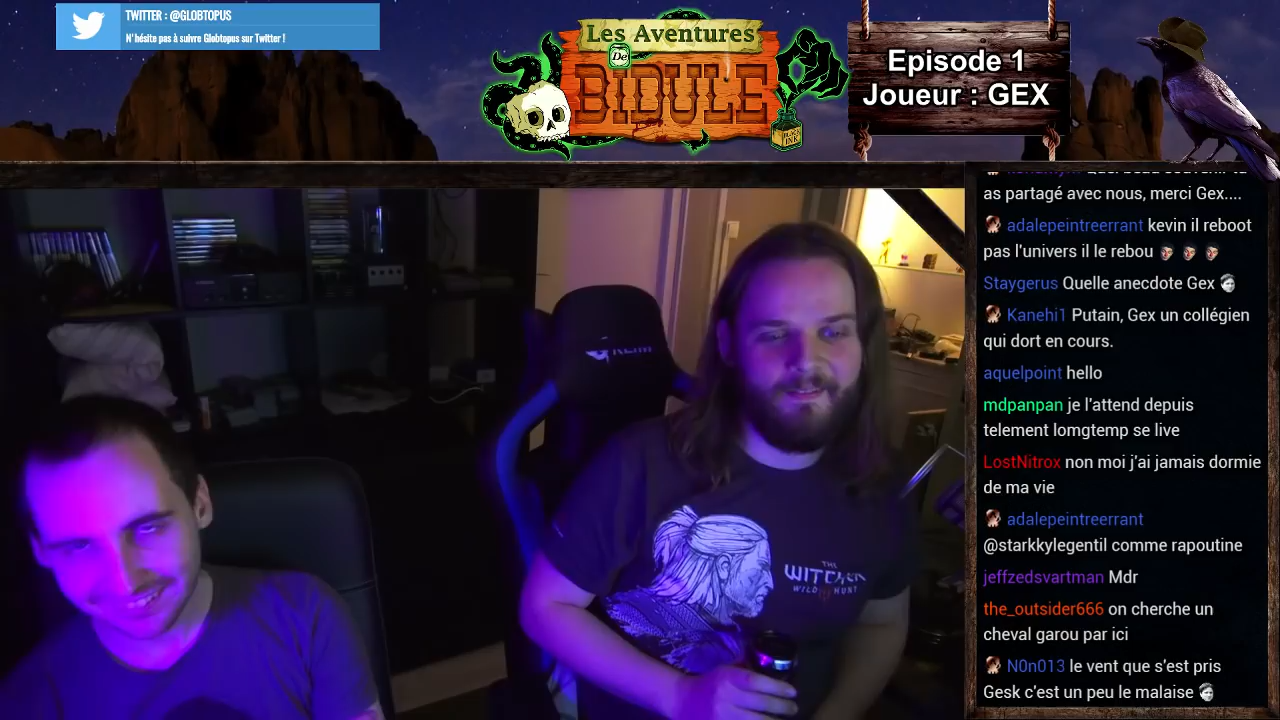 TWITTER : @GLOBTOPUS
N'hésite pas à suivre Globtopus sur Twitter !
Les Aventures
De
BIDULE
BLACK
INK
Episode 1
Joueur : GEX
as partagé avec nous, merci Gex....
adalepeintreerrant kevin il reboot
pas l'univers il le rebou
Staygerus Quelle anecdote Gex
Kanehi1 Putain, Gex un collégien
qui dort en cours.
aquelpoint hello
mdpanpan je l'attend depuis
telement lomgtemp se live
LostNitrox non moi j'ai jamais dormie
de ma vie
adalepeintreerrant
@starkkylegentil comme rapoutine
jeffzedsvartman Mdr
the_outsider666 on cherche un
cheval garou par ici
N0n013 le vent que s'est pris
Gesk c'est un peu le malaise
THE
WITCHER
WILD HUNT